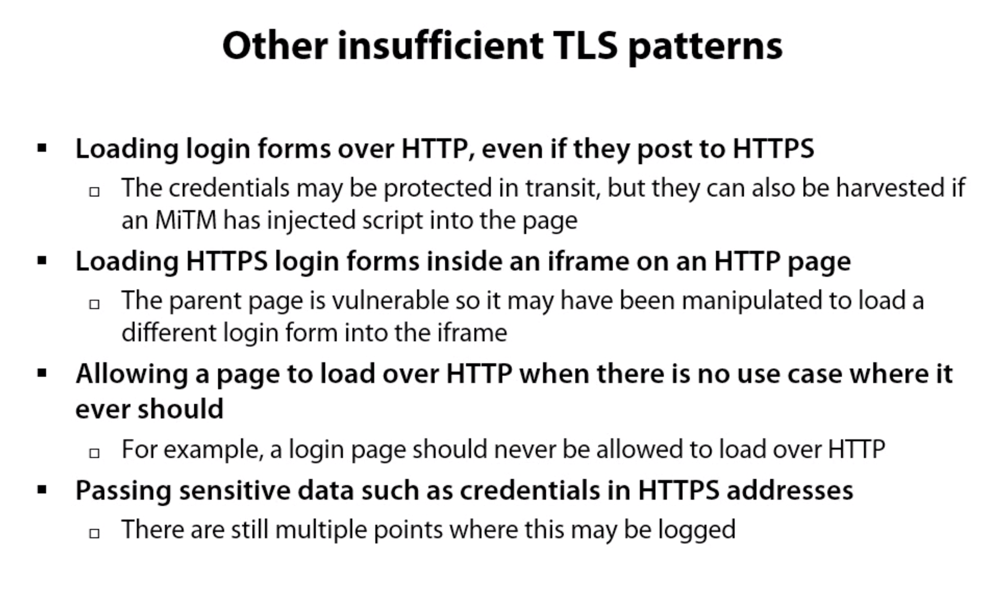 Other insufficient TLS patterns
▪ Loading login forms over HTTP, even if they post to HTTPS
▫ The credentials may be protected in transit, but they can also be harvested if
an MiTM has injected script into the page
▪ Loading HTTPS login forms inside an iframe on an HTTP page
▫ The parent page is vulnerable so it may have been manipulated to load a
different login form into the iframe
▪ Allowing a page to load over HTTP when there is no use case where it
ever should
▫ For example, a login page should never be allowed to load over HTTP
▪ Passing sensitive data such as credentials in HTTPS addresses
▫ There are still multiple points where this may be logged